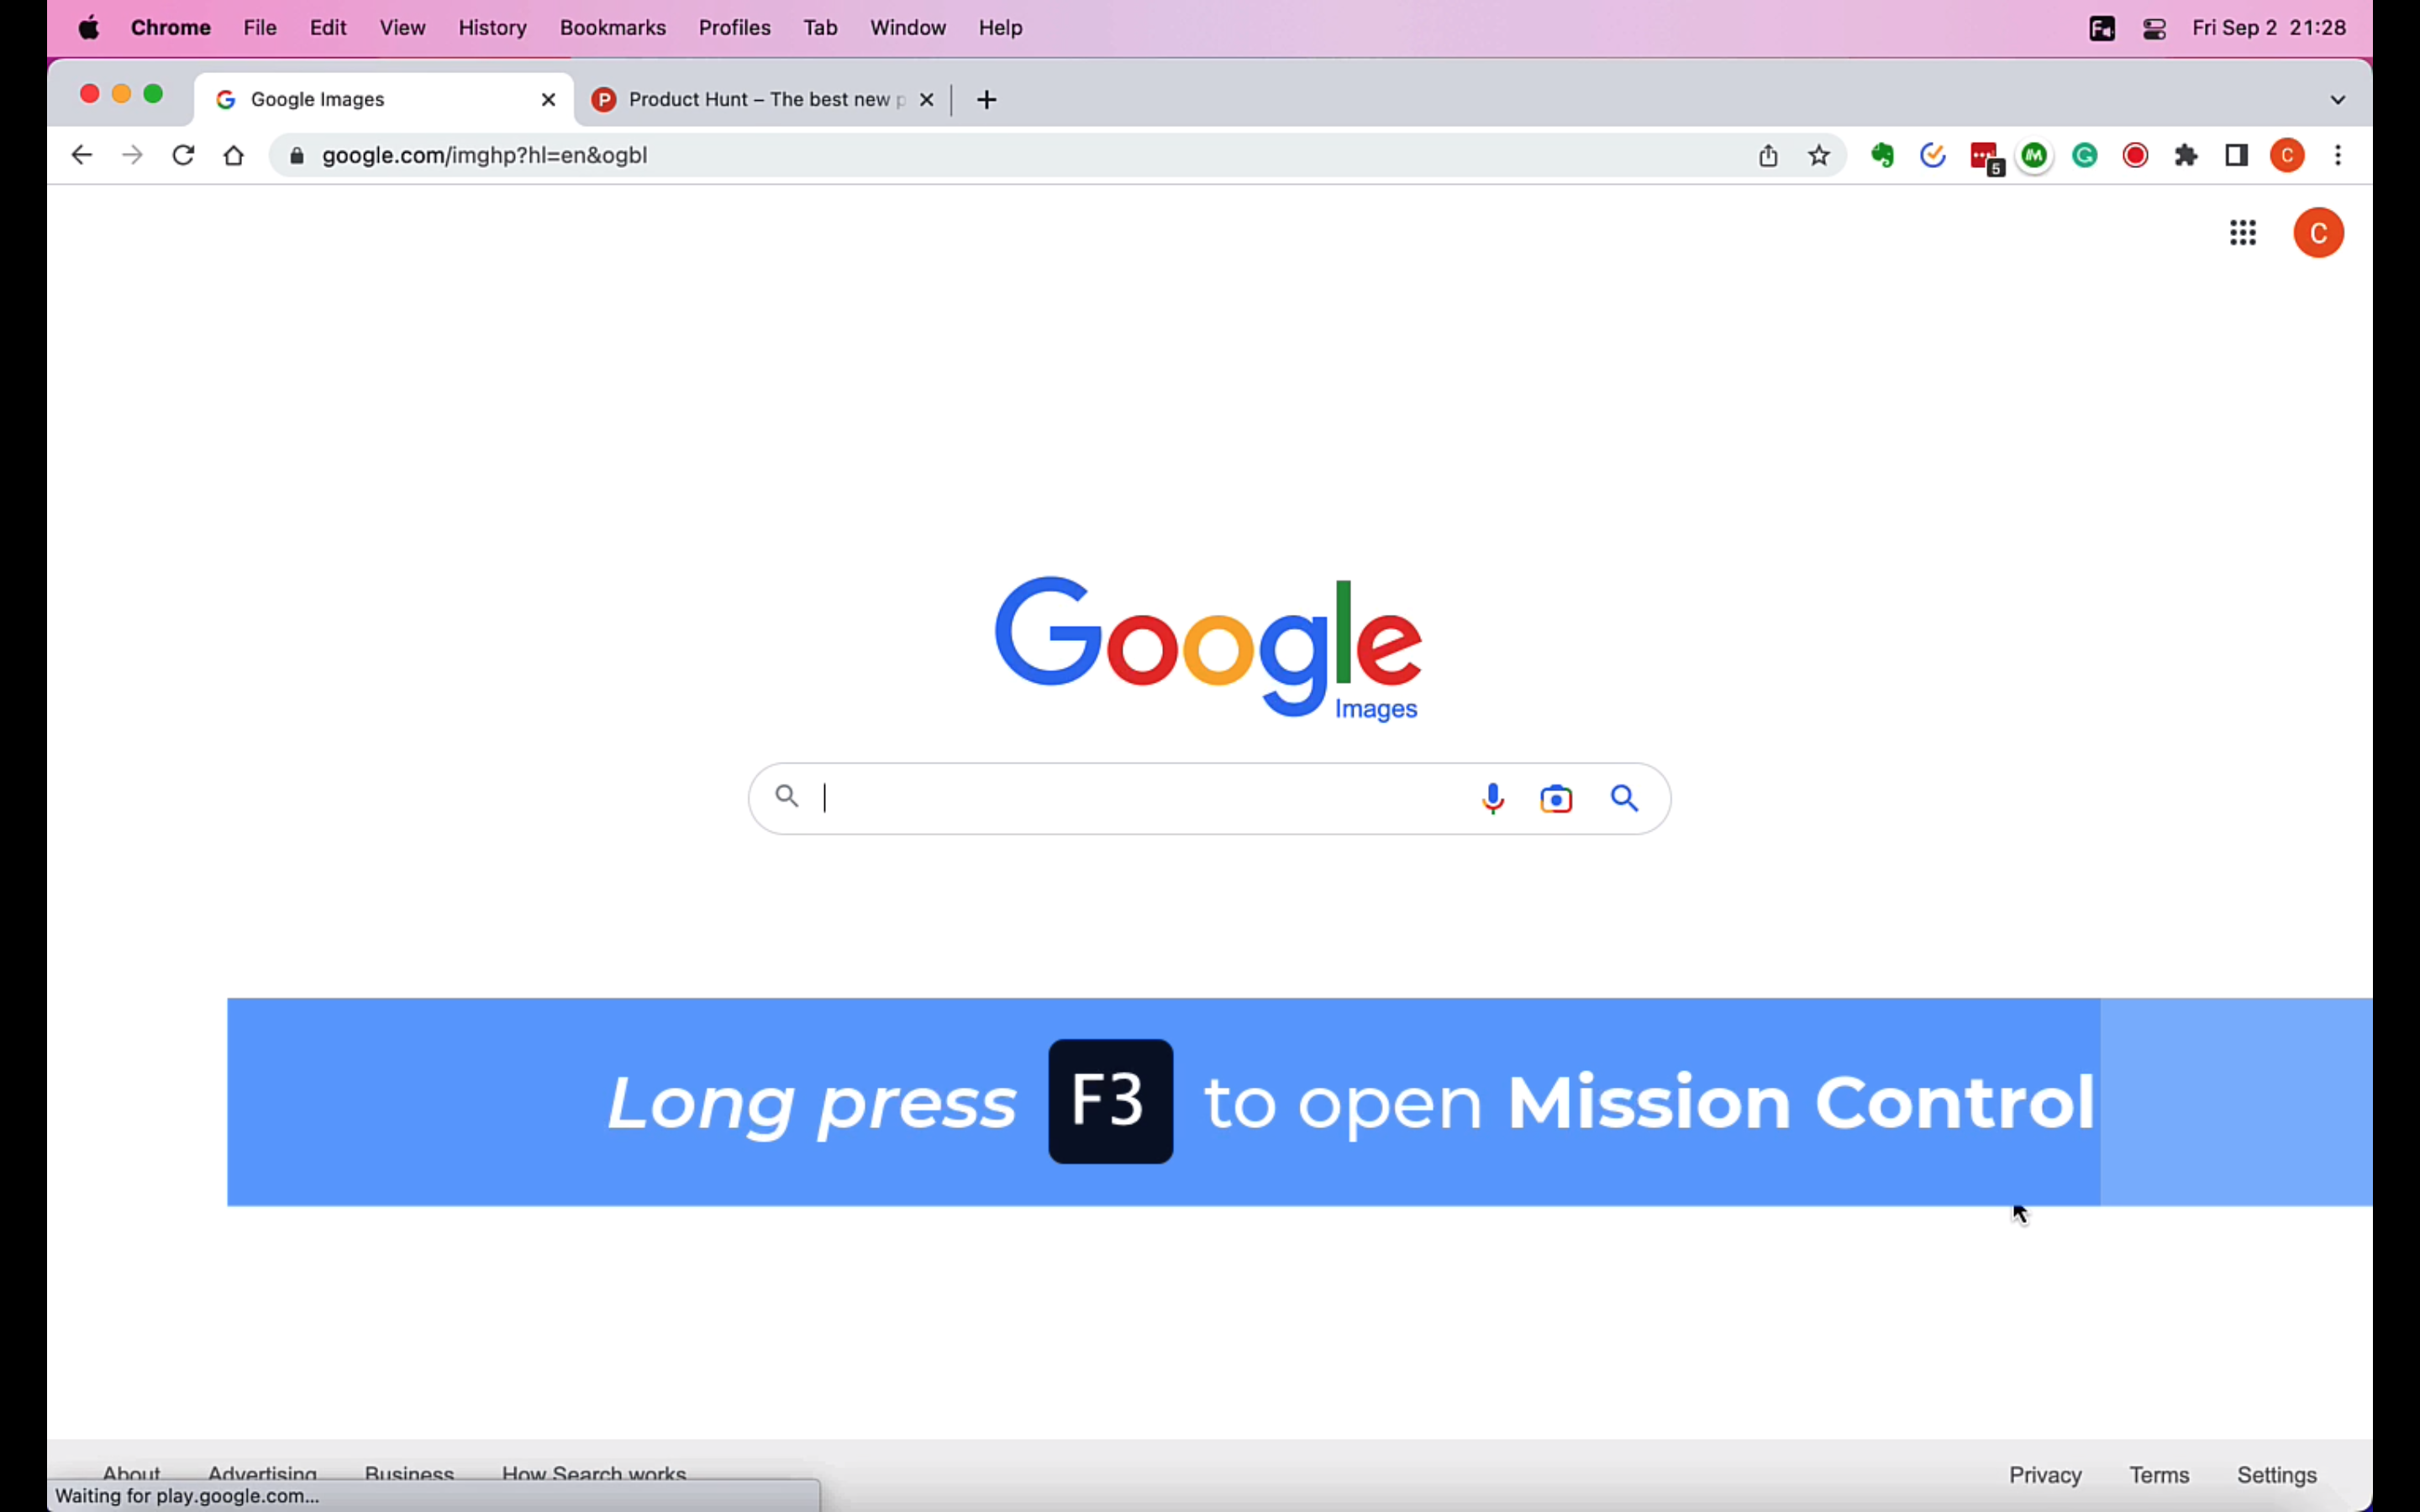 Chrome File Edit View History Bookmarks Profiles Tab Window Help Fri Sep 2 21:28
Google Images Product Hunt – The best new p
google.com/imghp?hl=en&ogbl 5 C
C
Google
Images
Long press F3 to open Mission Control
About Advertising Business How Search works Privacy Terms Settings
Waiting for play.google.com...